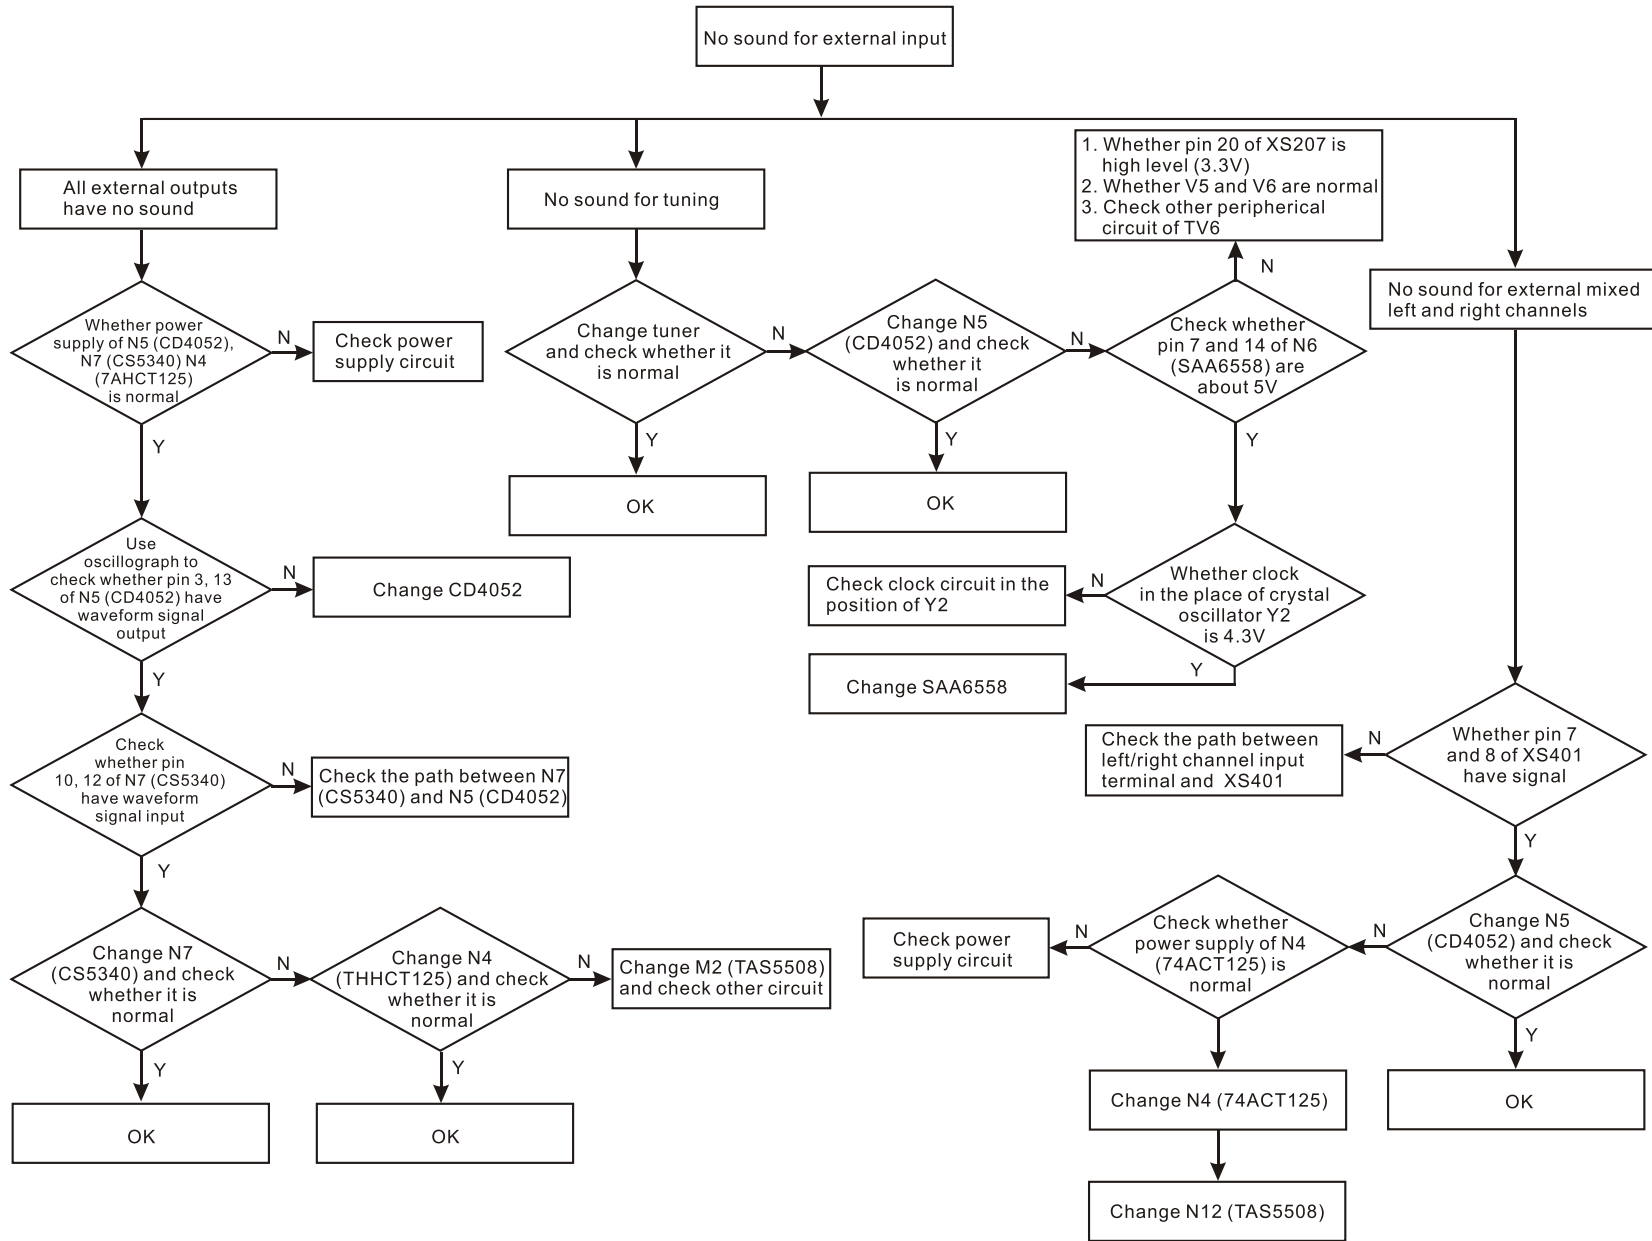 No sound for external input
All external outputs
have no sound
Whether power
supply of N5 (CD4052),
N7 (CS5340) N4
(7AHCT125)
is normal
N
Check power
supply circuit
Y
Use
oscillograph to
check whether pin 3, 13
of N5 (CD4052) have
waveform signal
output
N
Change CD4052
Y
Check
whether pin
10, 12 of N7 (CS5340)
have waveform
signal input
N
Check the path between N7
(CS5340) and N5 (CD4052)
Y
Change N7
(CS5340) and check
whether it is
normal
N
Change N4
(THHCT125) and check
whether it is
normal
N
Change M2 (TAS5508)
and check other circuit
Y
OK
Y
OK
No sound for tuning
Change tuner
and check whether it
is normal
N
Change N5
(CD4052) and check
whether it
is normal
N
Check whether
pin 7 and 14 of N6
(SAA6558) are
about 5V
N
1. Whether pin 20 of XS207 is
high level (3.3V)
2. Whether V5 and V6 are normal
3. Check other peripherical
circuit of TV6
Y
OK
Y
OK
Y
Whether clock
in the place of crystal
oscillator Y2
is 4.3V
N
Check clock circuit in the
position of Y2
Y
Change SAA6558
No sound for external mixed
left and right channels
Whether pin 7
and 8 of XS401
have signal
N
Check the path between
left/right channel input
terminal and XS401
Y
Change N5
(CD4052) and check
whether it is
normal
N
Check whether
power supply of N4
(74ACT125) is
normal
N
Check power
supply circuit
Y
OK
Change N4 (74ACT125)
Change N12 (TAS5508)